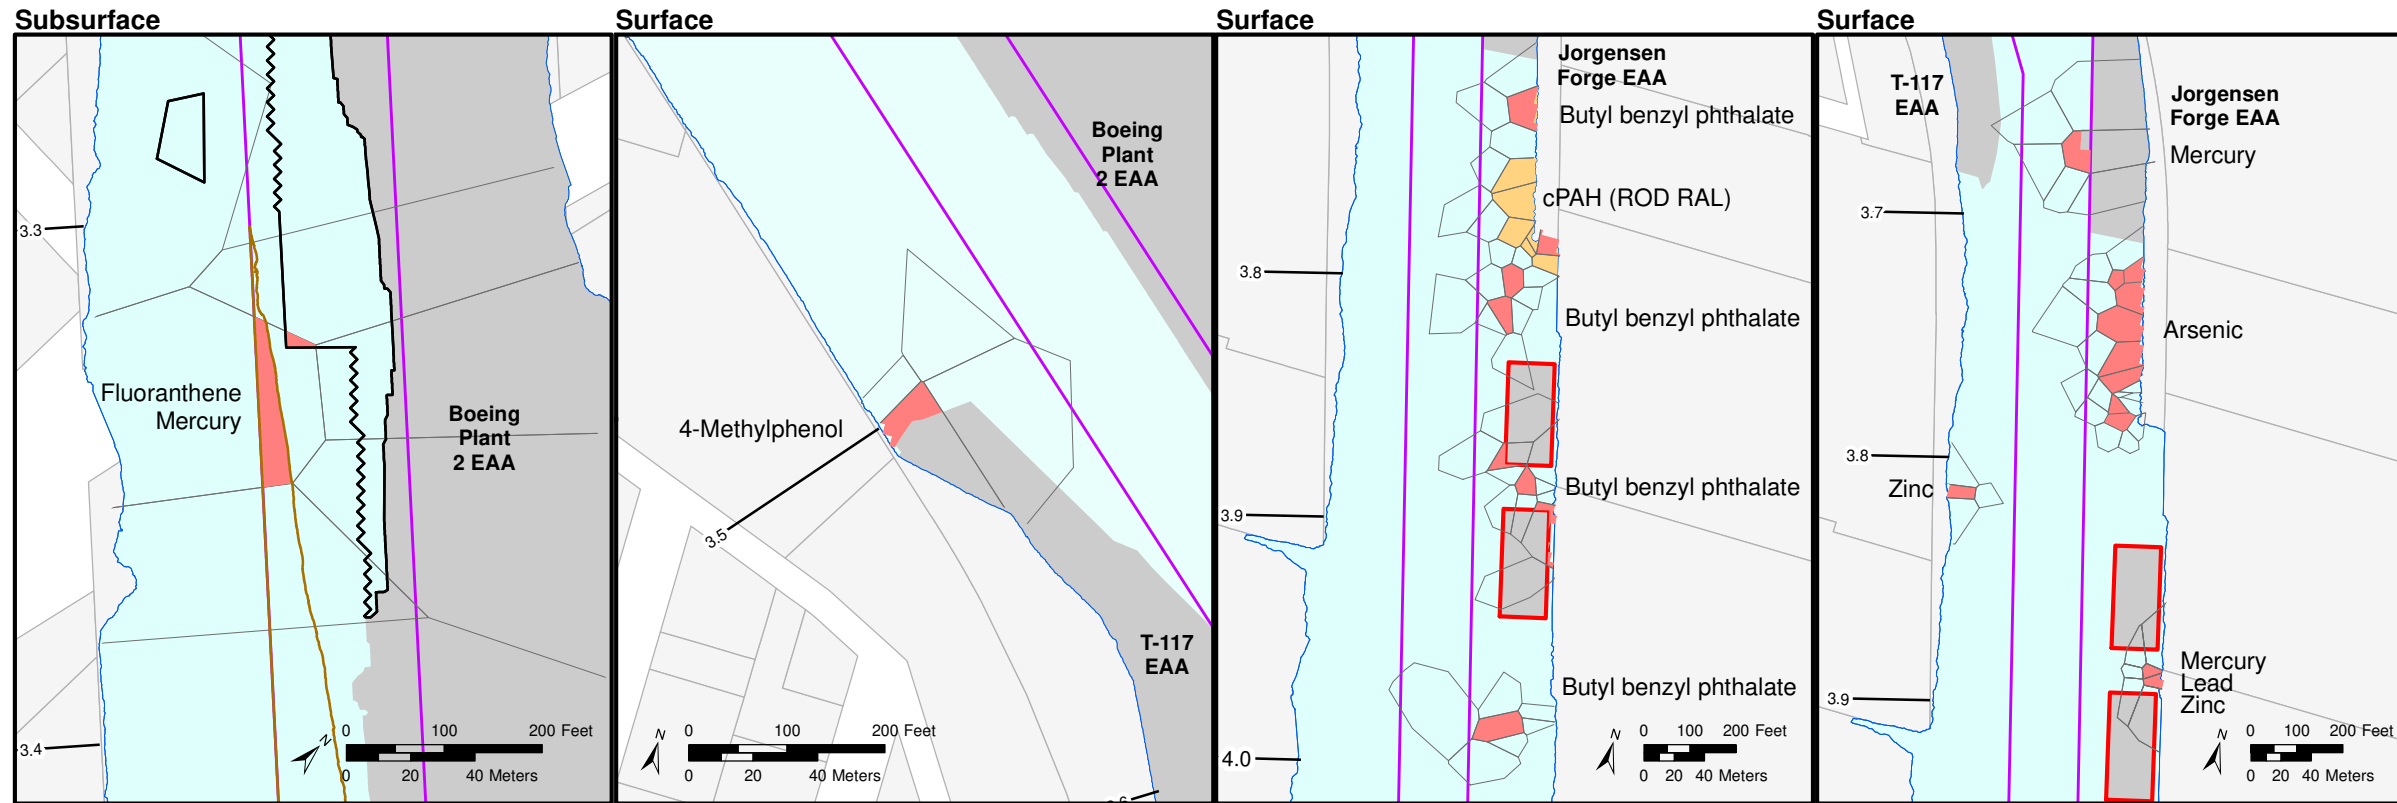 Subsurface
3.3
Fluoranthene
Mercury
Boeing
Plant
2 EAA
3.4
N
0 100 200 Feet
0 20 40 Meters
Surface
Boeing
Plant
2 EAA
4-Methylphenol
3.5
T-117
EAA
N
0 100 200 Feet
0 20 40 Meters
Surface
Jorgensen
Forge EAA
Butyl benzyl phthalate
cPAH (ROD RAL)
3.8
Butyl benzyl phthalate
Butyl benzyl phthalate
3.9
Butyl benzyl phthalate
4.0
N
0 100 200 Feet
0 20 40 Meters
Surface
T-117
EAA
Jorgensen
Forge EAA
Mercury
3.7
Arsenic
3.8
Zinc
Mercury
Lead
Zinc
3.9
N
0 100 200 Feet
0 20 40 Meters